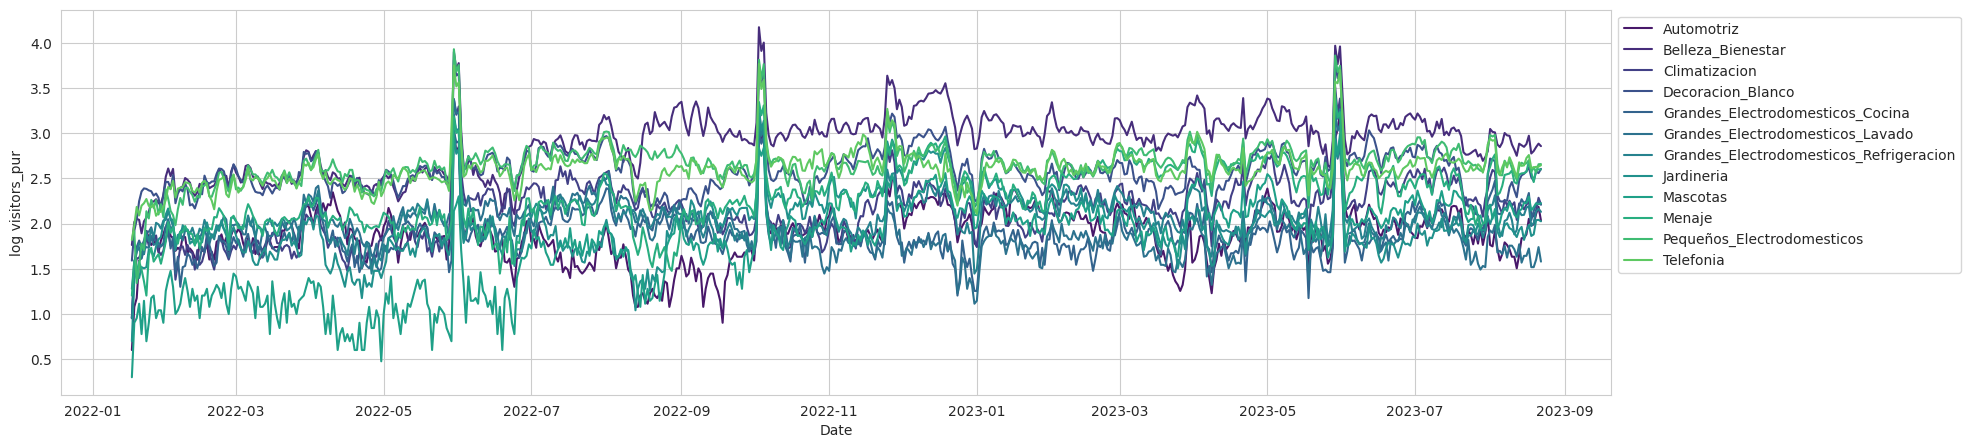 4.0
3.5
3.0
2.5
2.0
1.5
1.0
0.5
log visitors_pur
2022-01
2022-03
2022-05
2022-07
2022-09
2022-11
2023-01
2023-03
2023-05
2023-07
2023-09
Date
Automotriz
Belleza_Bienestar
Climatizacion
Decoracion_Blanco
Grandes_Electrodomesticos_Cocina
Grandes_Electrodomesticos_Lavado
Grandes_Electrodomesticos_Refrigeracion
Jardineria
Mascotas
Menaje
Pequeños_Electrodomesticos
Telefonia